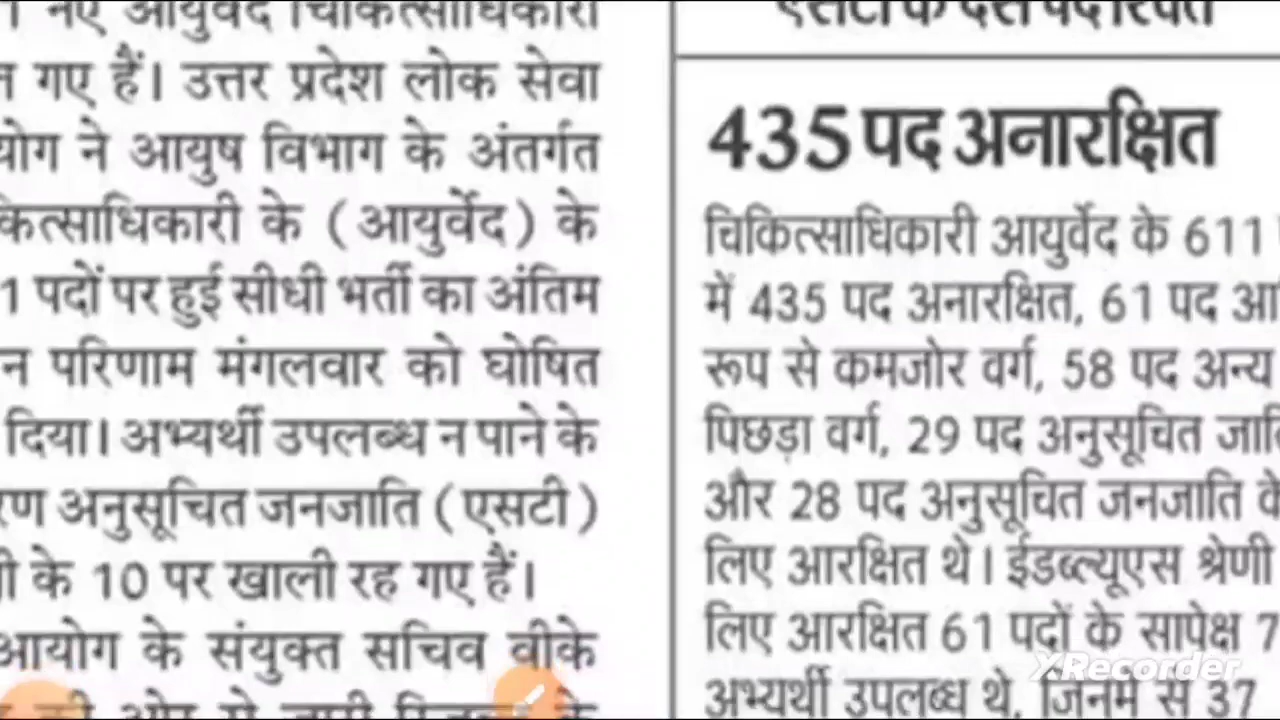 नए आयुर्वेद चिकित्साधिकारी
गए हैं। उत्तर प्रदेश लोक सेवा
योग ने आयुष विभाग के अंतर्गत
कित्साधिकारी के (आयुर्वेद) के
1 पदों पर हुई सीधी भर्ती का अंतिम
न परिणाम मंगलवार को घोषित
दिया। अभ्यर्थी उपलब्ध न पाने के
रण अनुसूचित जनजाति (एसटी)
के 10 पर खाली रह गए हैं।
आयोग के संयुक्त सचिव वीके
एसटी के दस पद रिक्त
435 पद अनारक्षित
चिकित्साधिकारी आयुर्वेद के 611
में 435 पद अनारक्षित, 61 पद आ
रूप से कमजोर वर्ग, 58 पद अन्य
पिछड़ा वर्ग, 29 पद अनुसूचित जाति
और 28 पद अनुसूचित जनजाति के
लिए आरक्षित थे। ईडब्ल्यूएस श्रेणी
लिए आरक्षित 61 पदों के सापेक्ष 7
अभ्यर्थी उपलब्ध थे, जिनमें से 37
XRecorder